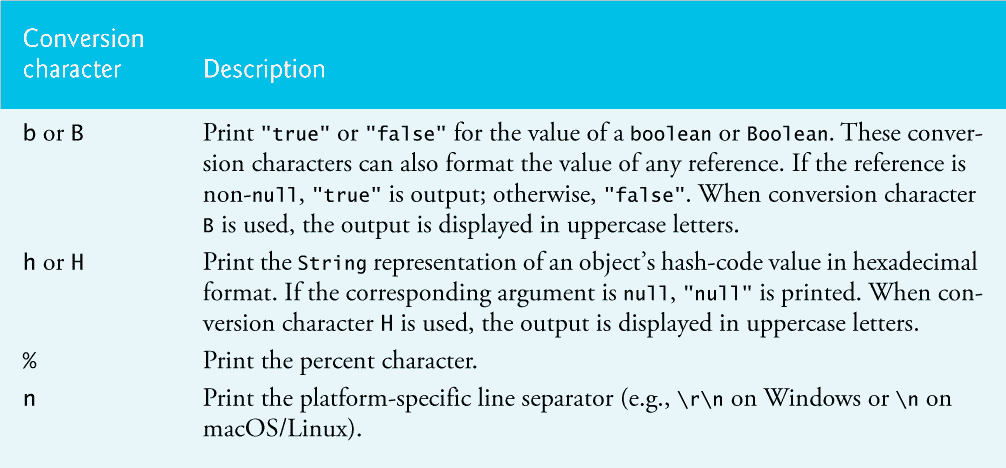 Conversion
character Description
b or B Print "true" or "false" for the value of a boolean or Boolean. These conver-
sion characters can also format the value of any reference. If the reference is
non-null, "true" is output; otherwise, "false". When conversion character
B is used, the output is displayed in uppercase letters.
h or H Print the String representation of an object’s hash-code value in hexadecimal
format. If the corresponding argument is null, "null" is printed. When con-
version character H is used, the output is displayed in uppercase letters.
% Print the percent character.
n Print the platform-specific line separator (e.g., \r\n on Windows or \n on
macOS/Linux).